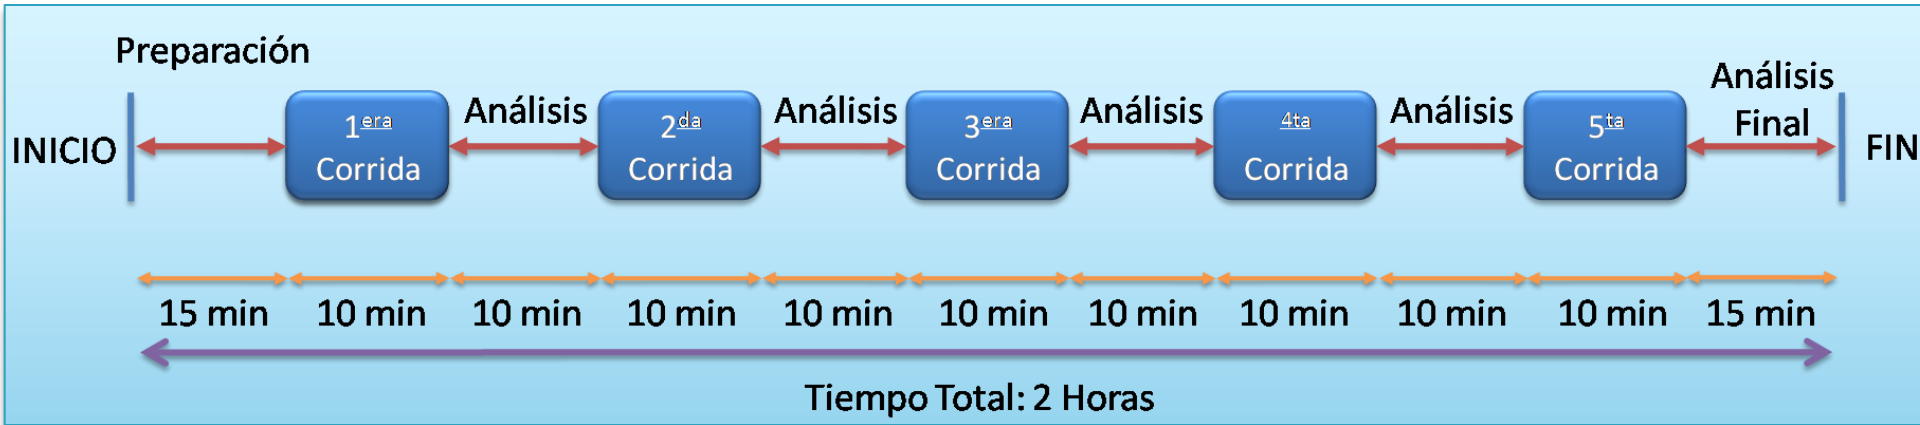 Preparación
INICIO
1era
Corrida
Análisis
2da
Corrida
Análisis
3era
Corrida
Análisis
4ta
Corrida
Análisis
5ta
Corrida
Análisis
Final
FIN
15 min
10 min
10 min
10 min
10 min
10 min
10 min
10 min
10 min
10 min
15 min
Tiempo Total: 2 Horas